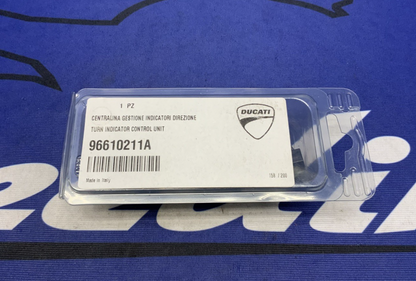 1 PZ
CENTRALINA GESTIONE INDICATORI DIREZIONE
DUCATI
TURN INDICATOR CONTROL UNIT
96610211A
Made in Italy